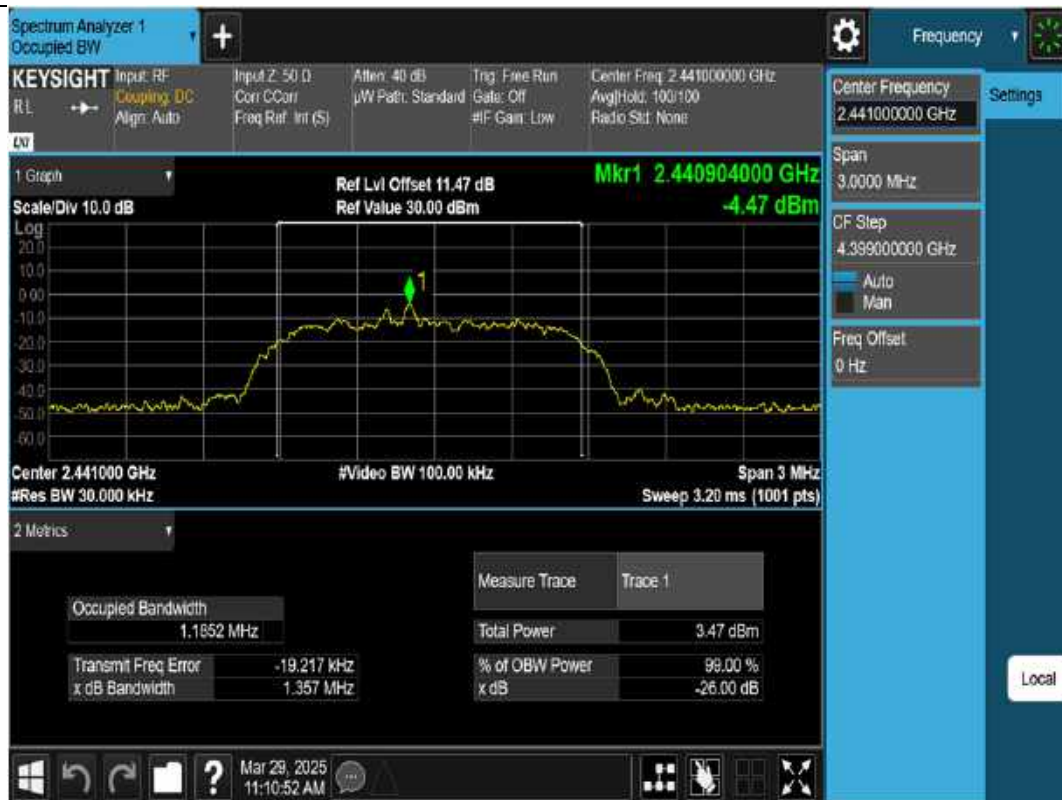 Spectrum Analyzer 1
Occupied BW
+
Frequency
KEYSIGHT
RL
LXI
Input: RF
Coupling: DC
Align: Auto
Input Z: 50 Ω
Corr CCorr
Freq Ref: Int (S)
Atten: 40 dB
µW Path: Standard
Trig: Free Run
Gate: Off
#IF Gain: Low
Center Freq: 2.441000000 GHz
Avg|Hold: 100/100
Radio Std: None
Center Frequency
2.441000000 GHz
Settings
Span
3.0000 MHz
CF Step
4.399000000 GHz
Auto
Man
Freq Offset
0 Hz
1 Graph
Scale/Div 10.0 dB
Ref Lvl Offset 11.47 dB
Ref Value 30.00 dBm
Mkr1 2.440904000 GHz
-4.47 dBm
Log
20.0
10.0
0.00
-10.0
-20.0
-30.0
-40.0
-50.0
-60.0
1
Center 2.441000 GHz
#Res BW 30.000 kHz
#Video BW 100.00 kHz
Span 3 MHz
Sweep 3.20 ms (1001 pts)
2 Metrics
Measure Trace Trace 1
Occupied Bandwidth
1.1852 MHz
Total Power 3.47 dBm
Transmit Freq Error -19.217 kHz
% of OBW Power 99.00 %
x dB Bandwidth 1.357 MHz
x dB -26.00 dB
Local
?
Mar 29, 2025
11:10:52 AM